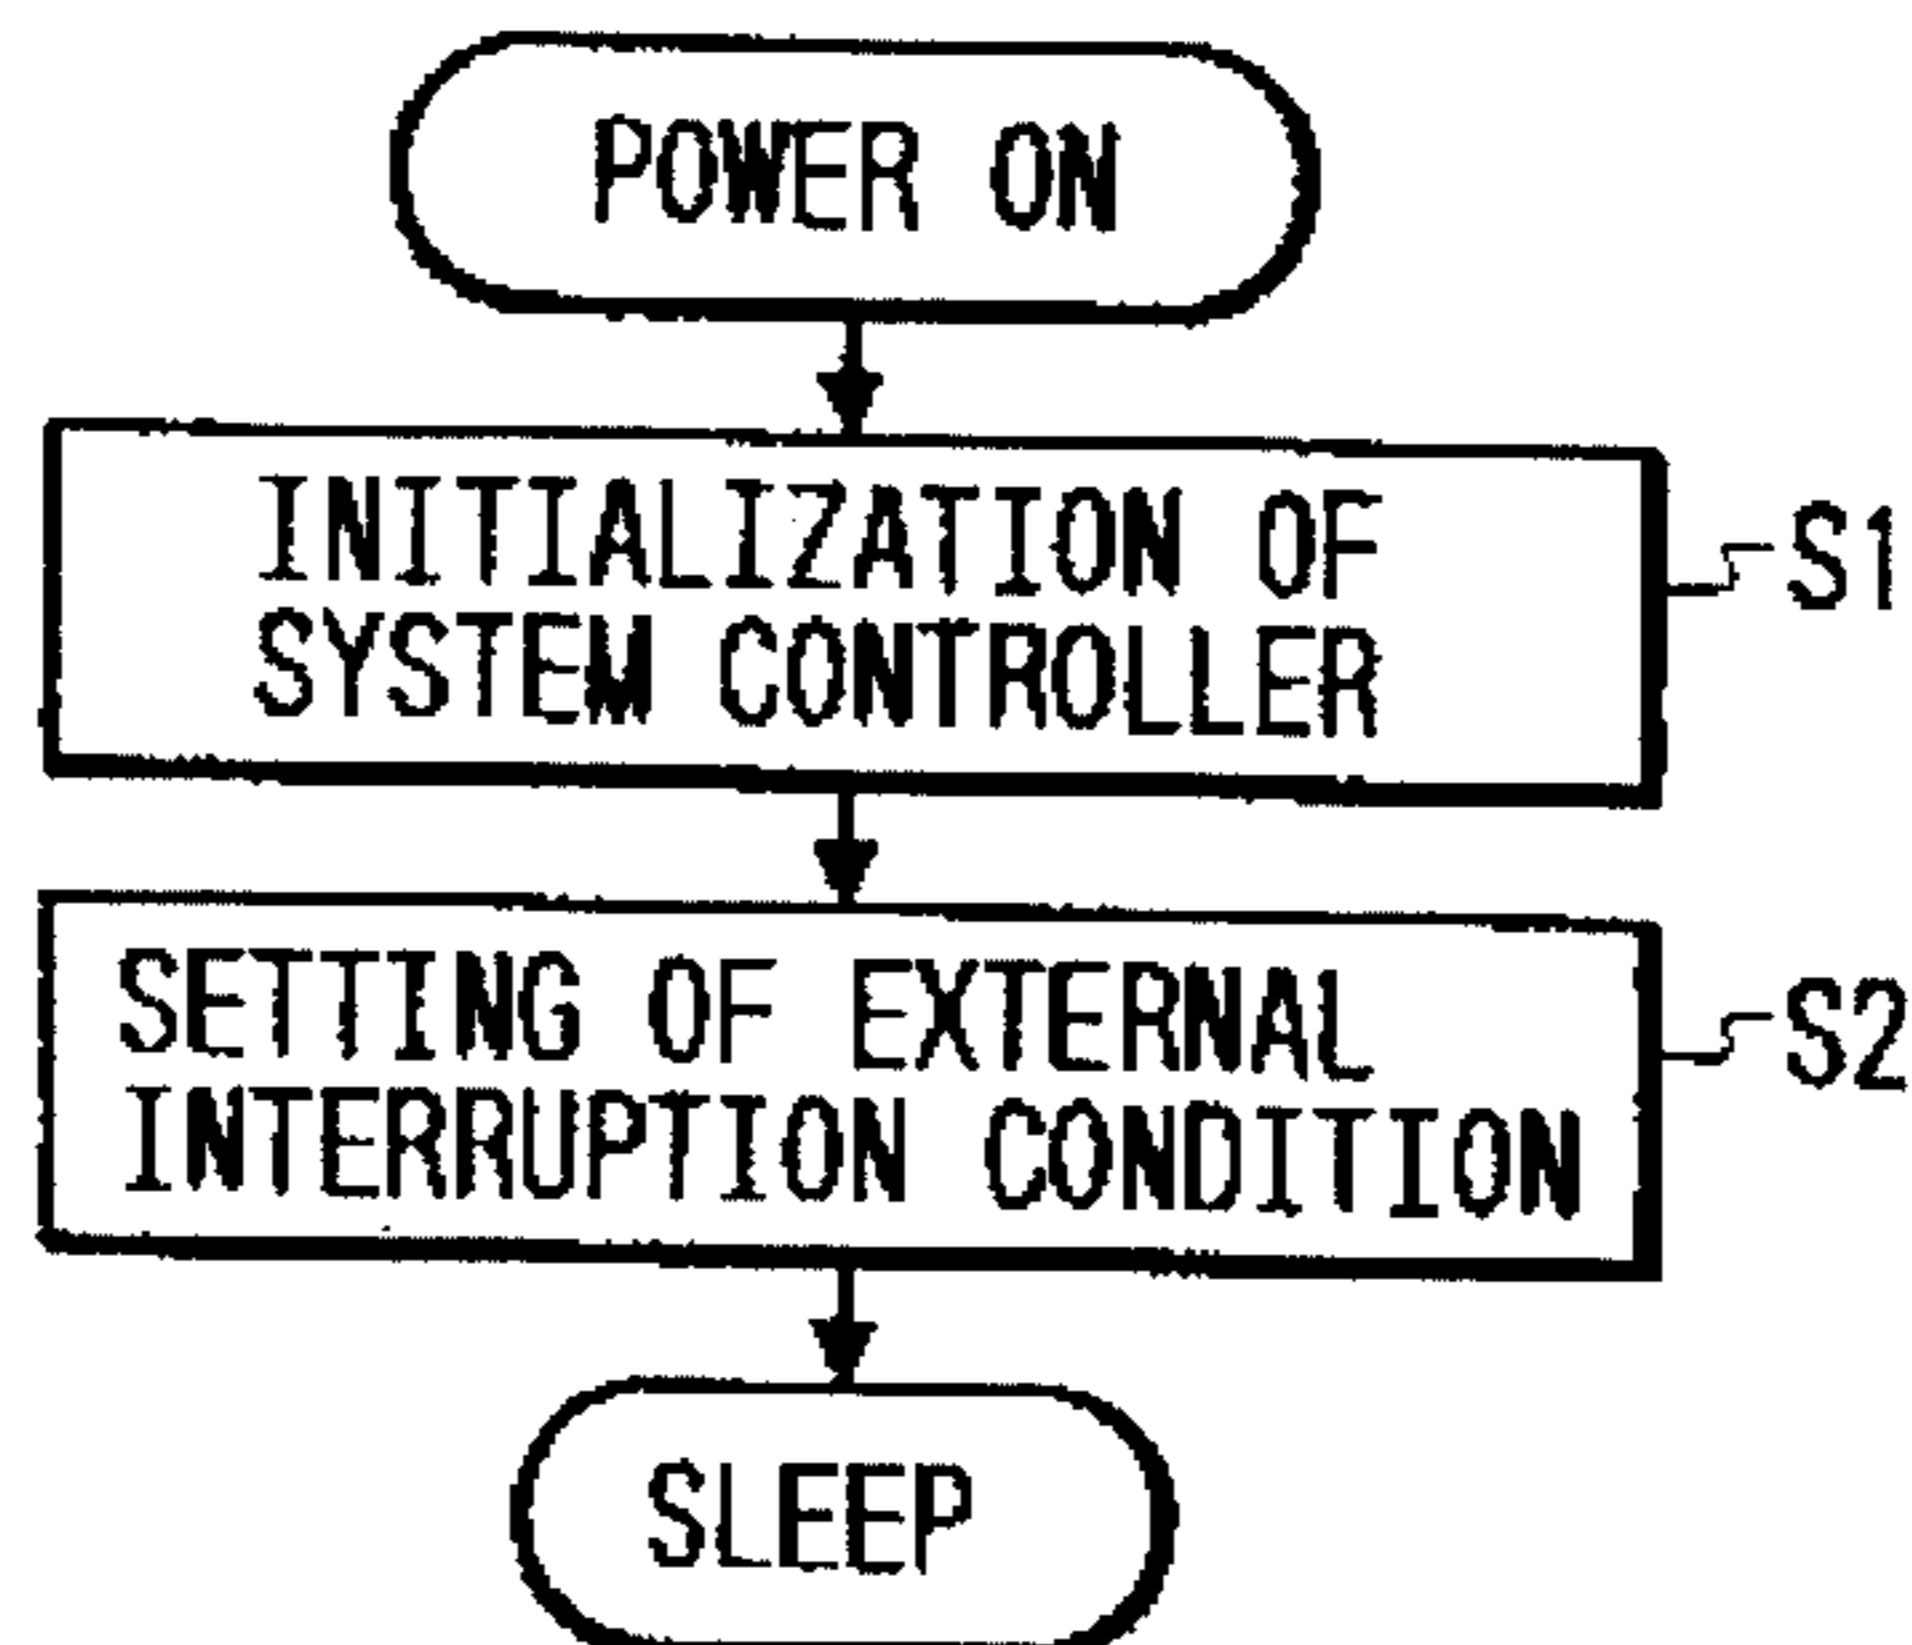 POWER ON
INITIALIZATION OF
SYSTEM CONTROLLER
S1
SETTING OF EXTERNAL
INTERRUPTION CONDITION
S2
SLEEP